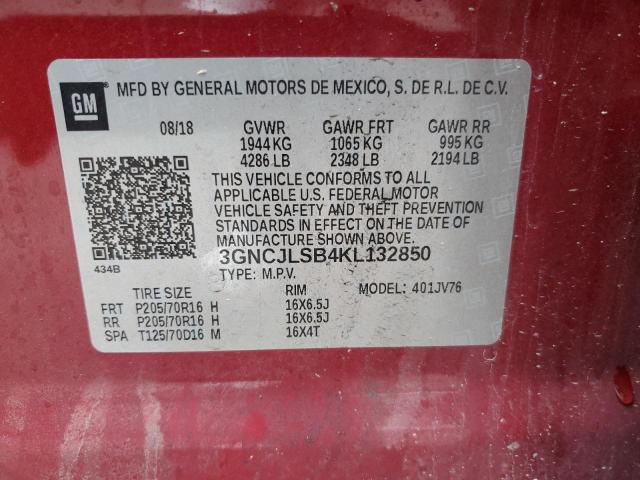 GM
MFD BY GENERAL MOTORS DE MEXICO, S. DE R.L. DE C.V.
08/18 GVWR GAWR FRT GAWR RR
1944 KG 1065 KG 995 KG
4286 LB 2348 LB 2194 LB
THIS VEHICLE CONFORMS TO ALL
APPLICABLE U.S. FEDERAL MOTOR
VEHICLE SAFETY AND THEFT PREVENTION
STANDARDS IN EFFECT ON THE DATE OF
MANUFACTURE SHOWN ABOVE.
434B 3GNCJLSB4KL132850
TYPE: M.P.V.
TIRE SIZE RIM MODEL: 401JV76
FRT P205/70R16 H 16X6.5J
RR P205/70R16 H 16X6.5J
SPA T125/70D16 M 16X4T